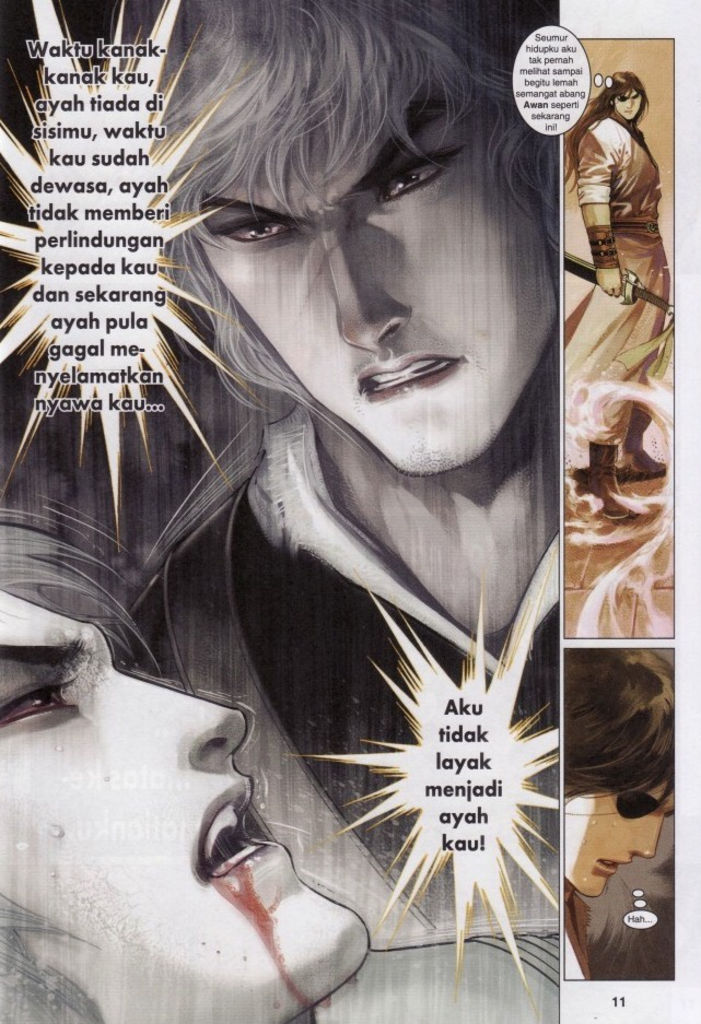 Waktu kanak-
kanak kau,
ayah tiada di
sisimu, waktu
kau sudah
dewasa, ayah
tidak memberi
perlindungan
kepada kau
dan sekarang
ayah pula
gagal me-
nyelamatkan
nyawa kau...
Aku
tidak
layak
menjadi
ayah
kau!
Seumur
hidupku aku
tak pernah
melihat sampai
begitu lemah
semangat abang
Awan seperti
sekarang
ini!
Hah...
11